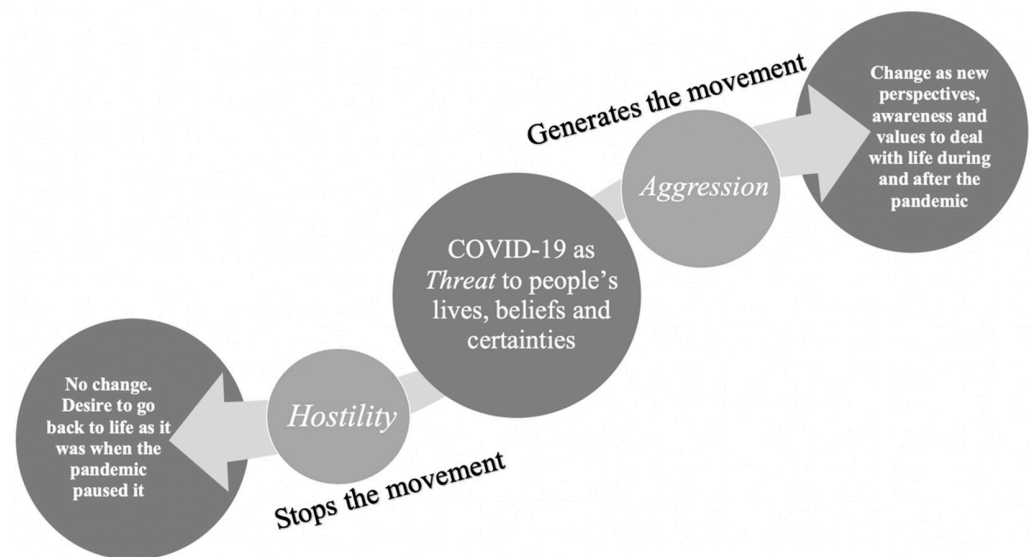 Generates the movement
Change as new
perspectives,
awareness and
values to deal
with life during
and after the
pandemic
Aggression
COVID-19 as
Threat to people’s
lives, beliefs and
certainties
No change.
Desire to go
back to life as it
was when the
pandemic
paused it
Hostility
Stops the movement